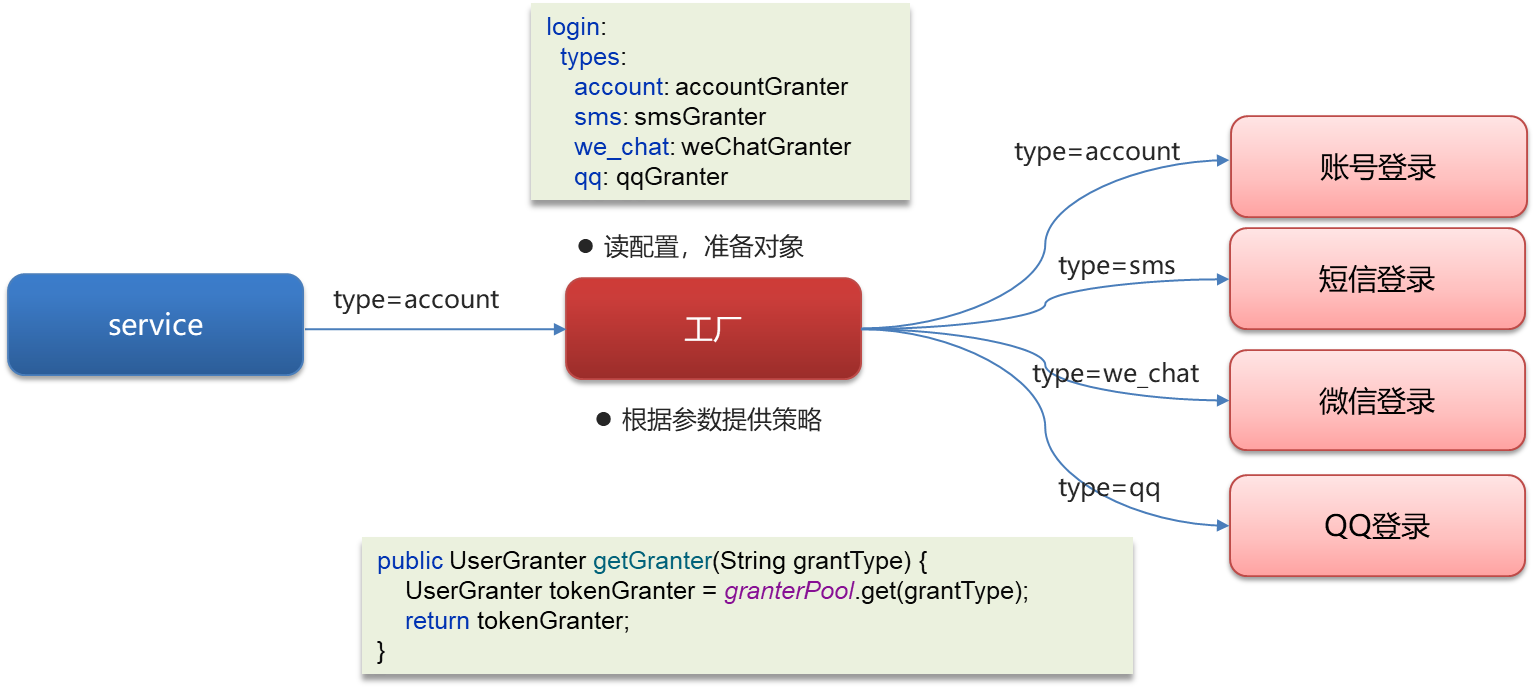 login:
types:
account: accountGranter
sms: smsGranter
we_chat: weChatGranter
qq: qqGranter
● 读配置，准备对象
service
type=account
工厂
● 根据参数提供策略
type=account
账号登录
type=sms
短信登录
type=we_chat
微信登录
type=qq
QQ登录
public UserGranter getGranter(String grantType) {
UserGranter tokenGranter = granterPool.get(grantType);
return tokenGranter;
}